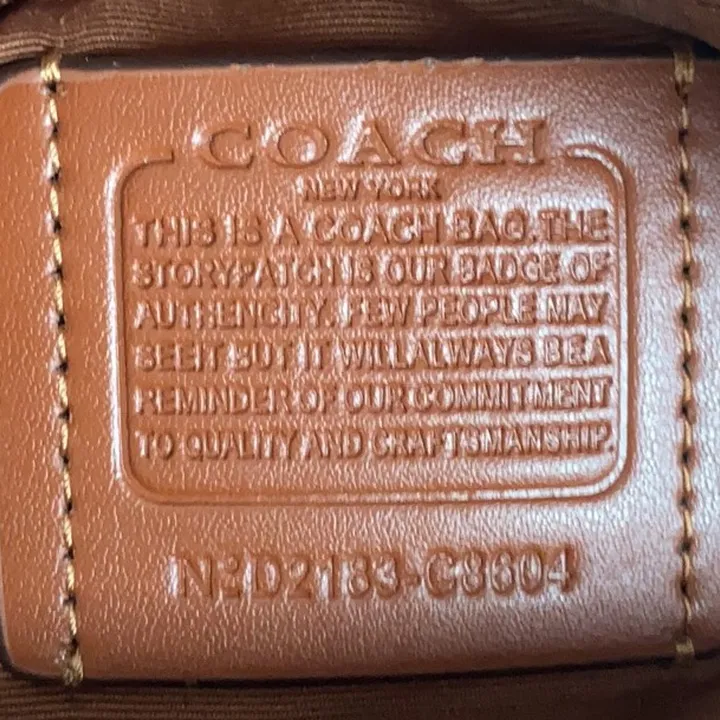 COACH
NEW YORK
THIS IS A COACH BAG. THE
STORYPATCH IS OUR BADGE OF
AUTHENCITY. FEW PEOPLE MAY
SEE IT BUT IT WILL ALWAYS BE A
REMINDER OF OUR COMMITMENT
TO QUALITY AND CRAFTSMANSHIP.
Nº D2183-C8604